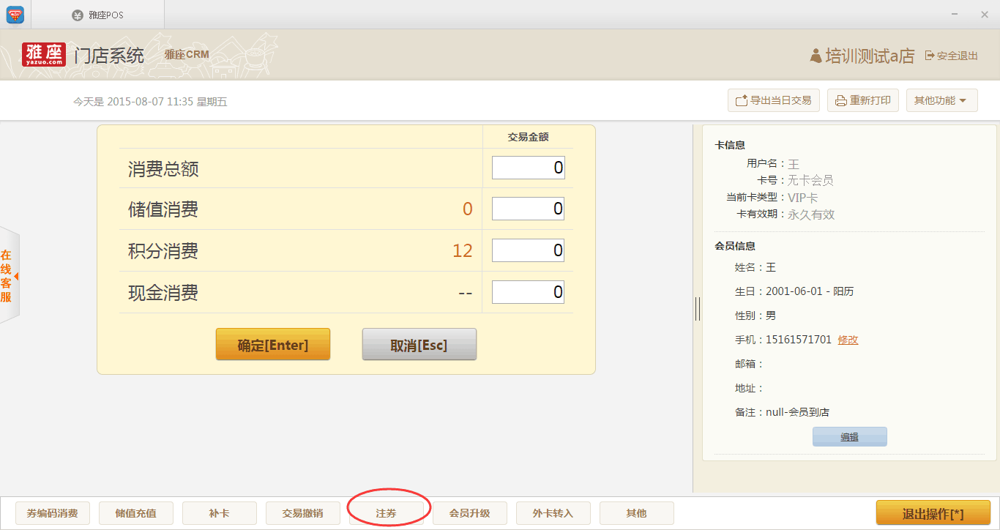 雅座POS
雅座
yazuo.com
门店系统
雅座CRM
培训测试a店
安全退出
今天是 2015-08-07 11:35 星期五
导出当日交易
重新打印
其他功能
交易金额
消费总额 0
储值消费 0 0
积分消费 12 0
现金消费 -- 0
确定[Enter]
取消[Esc]
在线客服
卡信息
用户名：王
卡号：无卡会员
当前卡类型：VIP卡
卡有效期：永久有效
会员信息
姓名：王
生日：2001-06-01 - 阳历
性别：男
手机：15161571701 修改
邮箱：
地址：
备注：null-会员到店
编辑
券编码消费
储值充值
补卡
交易撤销
注券
会员升级
外卡转入
其他
退出操作[*]